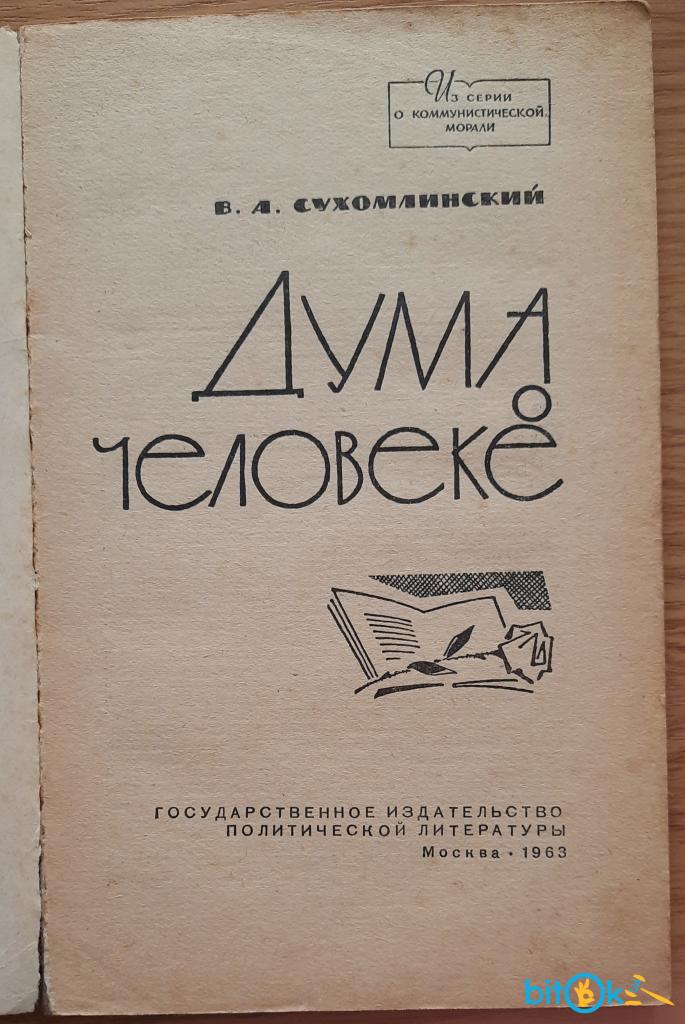 Из серии
о коммунистической
морали
В. А. СУХОМЛИНСКИЙ
ДУМА
О
ЧЕЛОВЕКЕ
ГОСУДАРСТВЕННОЕ ИЗДАТЕЛЬСТВО
ПОЛИТИЧЕСКОЙ ЛИТЕРАТУРЫ
Москва · 1963
bitOk